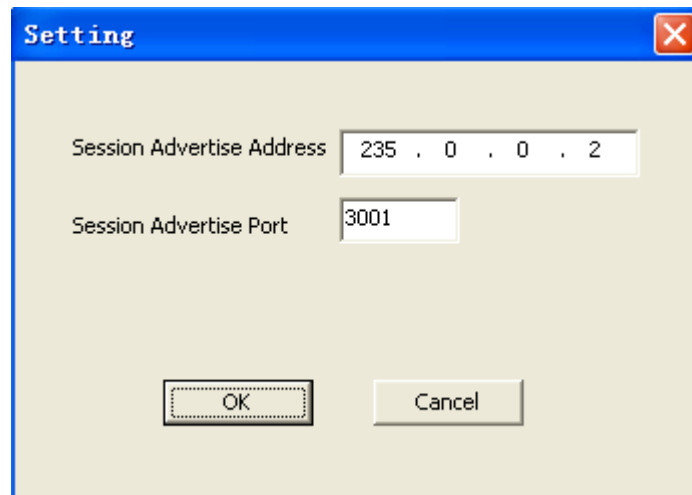 Setting
Session Advertise Address 235 . 0 . 0 . 2
Session Advertise Port 3001
OK Cancel